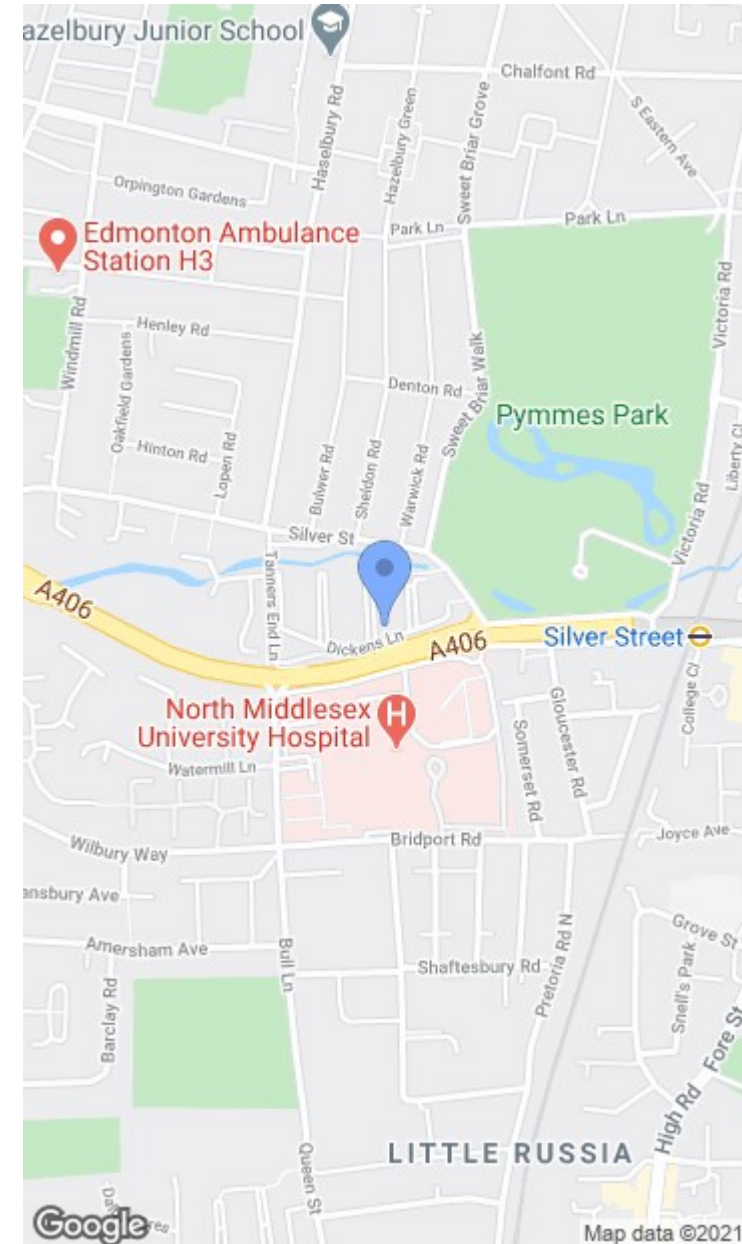 azelbury Junior School
Chalfont Rd
Haselbury Rd
Hazelbury Green
Sweet Briar Grove
S Eastern Ave
Orpington Gardens
Park Ln
Park Ln
Edmonton Ambulance
Station H3
Windmill Rd
Henley Rd
Oakfield Gardens
Denton Rd
Sweet Briar Walk
Victoria Rd
Pymmes Park
Hinton Rd
Lopen Rd
Bulwer Rd
Sheldon Rd
Warwick Rd
Liberty Cl
Silver St
Victoria Rd
Tanners End Ln
A406
Dickens Ln
A406
Silver Street
College Cl
North Middlesex
University Hospital
H
Gloucester Rd
Somerset Rd
Watermill Ln
Bridport Rd
Joyce Ave
Wilbury Way
ansbury Ave
Amersham Ave
Bull Ln
Shaftesbury Rd
Pretoria Rd N
Grove St
Snell's Park
Barclay Rd
Fore St
High Rd
LITTLE RUSSIA
Queen St
Google
Map data ©2021